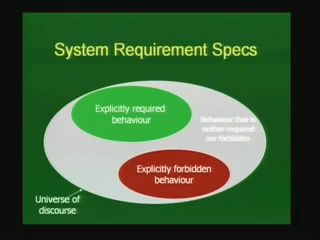 System Requirement Specs
Explicitly required
behaviour
Behaviour that is
neither required
nor forbidden
Explicitly forbidden
behaviour
Universe of
discourse